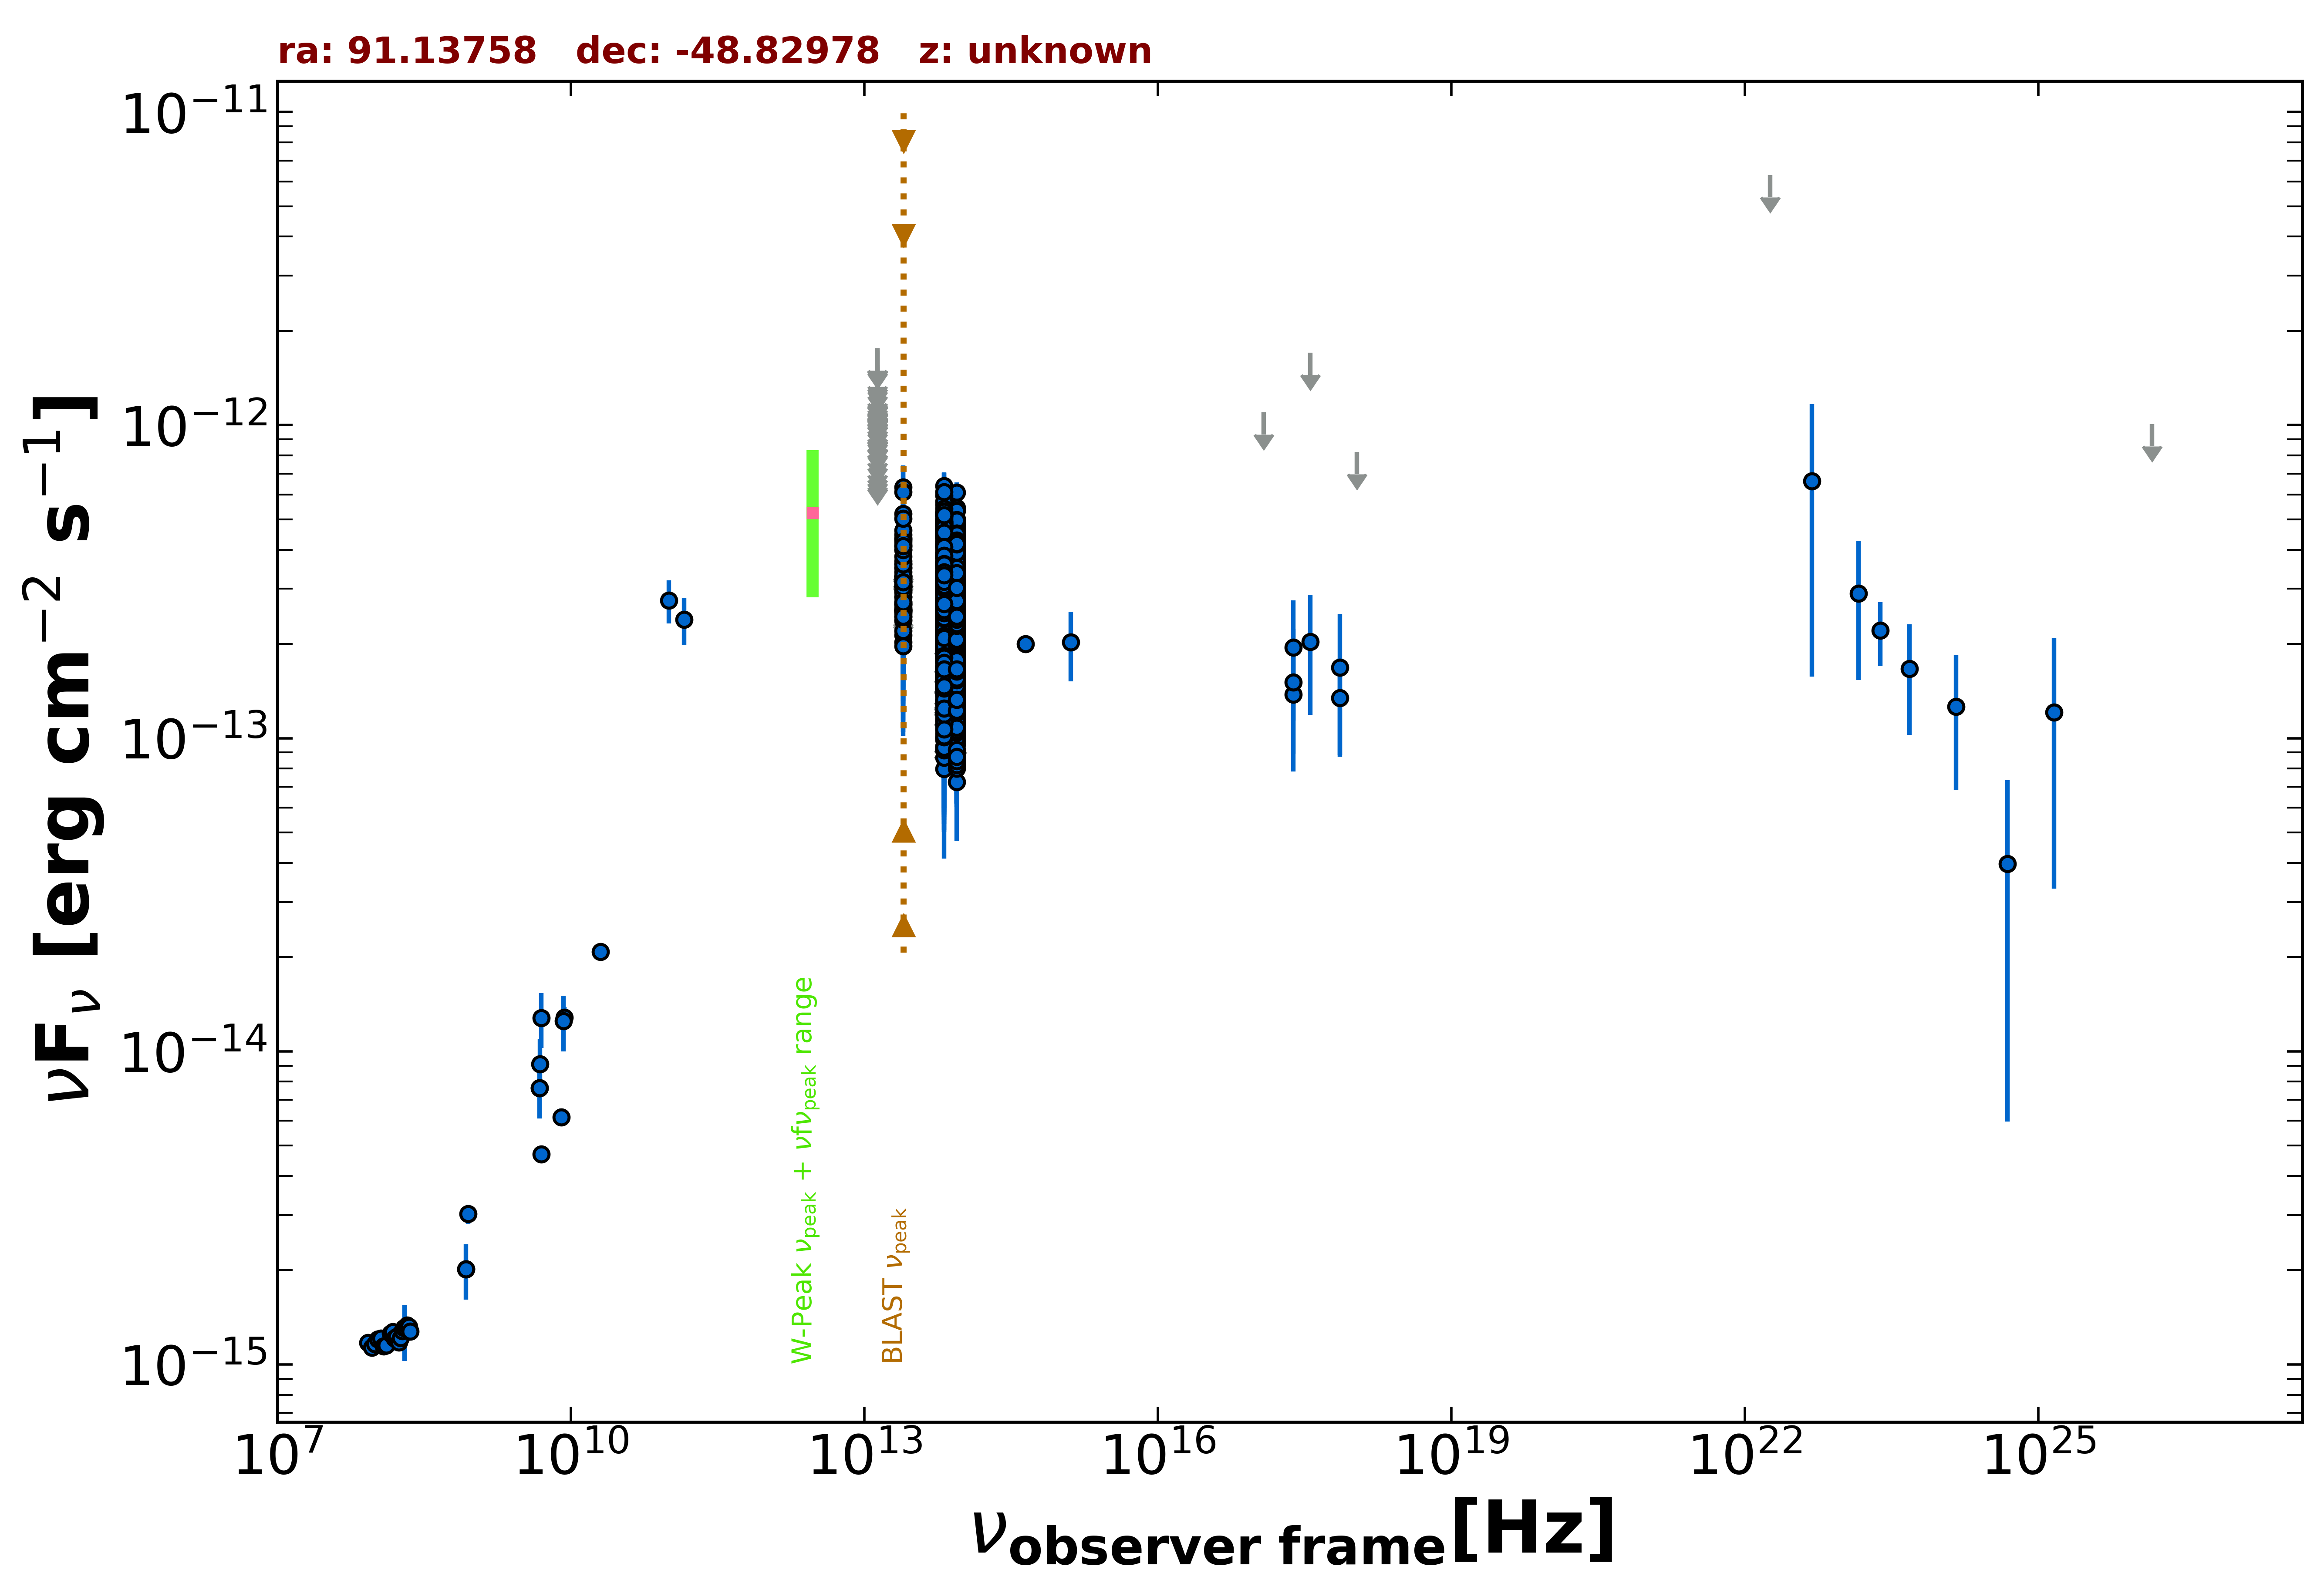 ra: 91.13758   dec: -48.82978   z: unknown
10⁻¹¹
10⁻¹²
10⁻¹³
10⁻¹⁴
10⁻¹⁵
νFν [erg cm⁻² s⁻¹]
W-Peak νpeak + νfνpeak range
BLAST νpeak
10⁷ 10¹⁰ 10¹³ 10¹⁶ 10¹⁹ 10²² 10²⁵
νobserver frame[Hz]